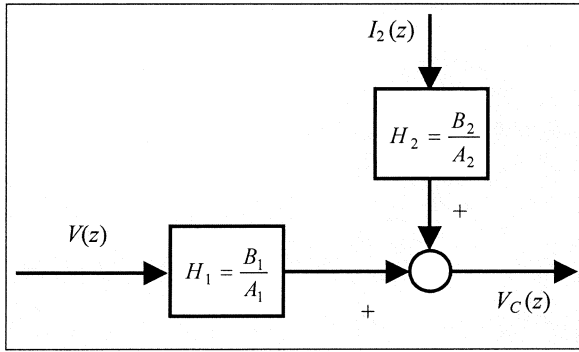 I₂(z)
H₂ = B₂/A₂
+
V(z)
H₁ = B₁/A₁
+
V_C(z)